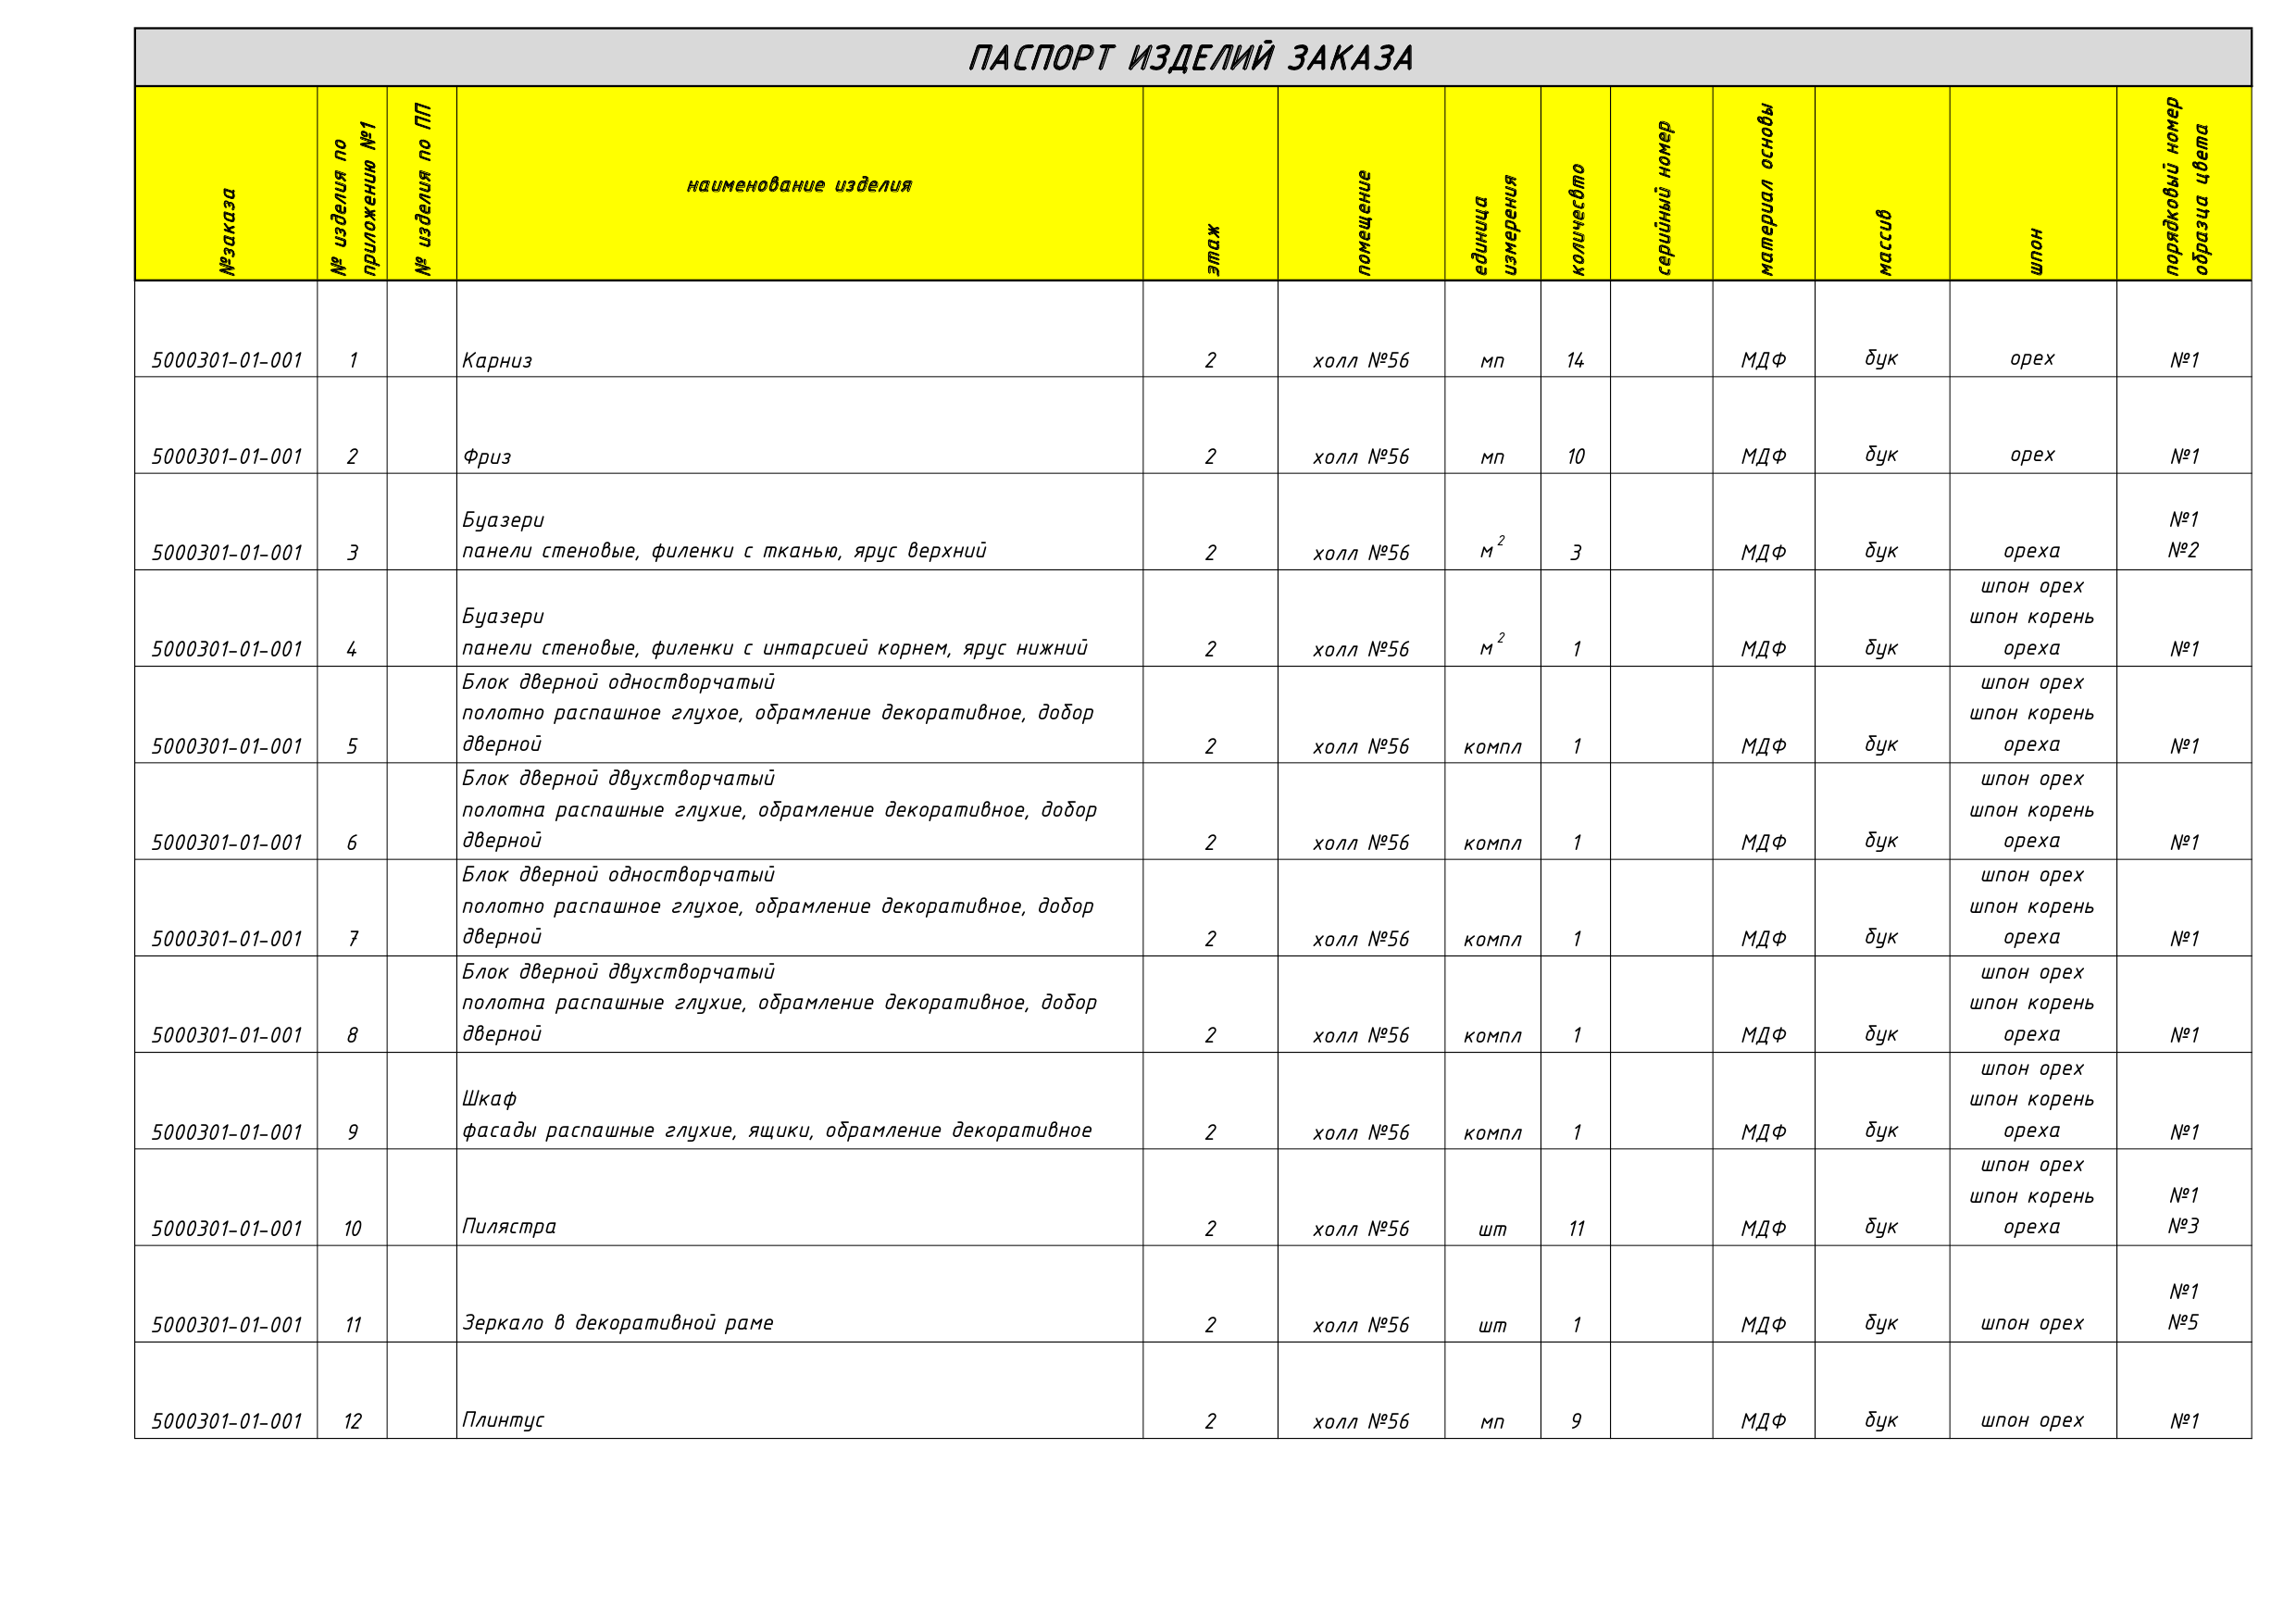 ПАСПОРТ ИЗДЕЛИЙ ЗАКАЗА
№заказа
№ изделия по
приложению №1
№ изделия по ПП
наименование изделия
этаж
помещение
единица
измерения
количесвто
серийный номер
материал основы
массив
шпон
порядковый номер
образца цвета
5000301-01-001 1 Карниз 2 холл №56 мп 14 МДФ бук орех №1
5000301-01-001 2 Фриз 2 холл №56 мп 10 МДФ бук орех №1
Буазери №1
панели стеновые, филенки с тканью, ярус верхний №2
5000301-01-001 3 2 холл №56 м² 3 МДФ бук ореха
шпон орех
Буазери шпон корень
панели стеновые, филенки с интарсией корнем, ярус нижний
5000301-01-001 4 2 холл №56 м² 1 МДФ бук ореха №1
Блок дверной одностворчатый шпон орех
полотно распашное глухое, обрамление декоративное, добор шпон корень
5000301-01-001 5 дверной 2 холл №56 компл 1 МДФ бук ореха №1
Блок дверной двухстворчатый шпон орех
полотна распашные глухие, обрамление декоративное, добор шпон корень
5000301-01-001 6 дверной 2 холл №56 компл 1 МДФ бук ореха №1
Блок дверной одностворчатый шпон орех
полотно распашное глухое, обрамление декоративное, добор шпон корень
5000301-01-001 7 дверной 2 холл №56 компл 1 МДФ бук ореха №1
Блок дверной двухстворчатый шпон орех
полотна распашные глухие, обрамление декоративное, добор шпон корень
5000301-01-001 8 дверной 2 холл №56 компл 1 МДФ бук ореха №1
шпон орех
Шкаф шпон корень
5000301-01-001 9 фасады распашные глухие, ящики, обрамление декоративное 2 холл №56 компл 1 МДФ бук ореха №1
шпон орех
шпон корень №1
5000301-01-001 10 Пилястра 2 холл №56 шт 11 МДФ бук ореха №3
№1
5000301-01-001 11 Зеркало в декоративной раме 2 холл №56 шт 1 МДФ бук шпон орех №5
5000301-01-001 12 Плинтус 2 холл №56 мп 9 МДФ бук шпон орех №1